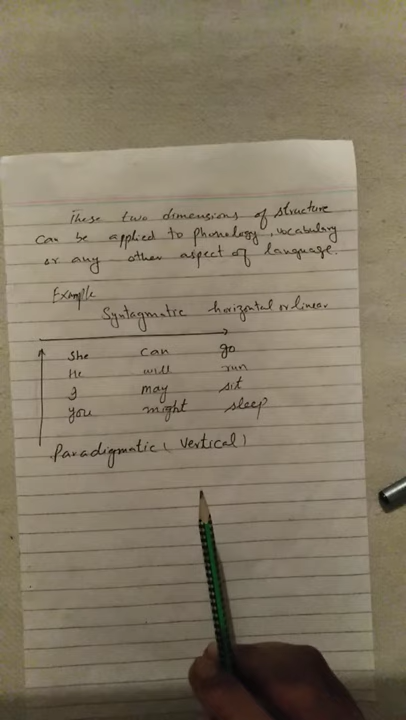 These two dimensions of structure
can be applied to phonology, vocabulary
or any other aspect of language.
Example
Syntagmatic horizontal or linear
She can go
He will run
I may sit
you might sleep
Paradigmatic (vertical)